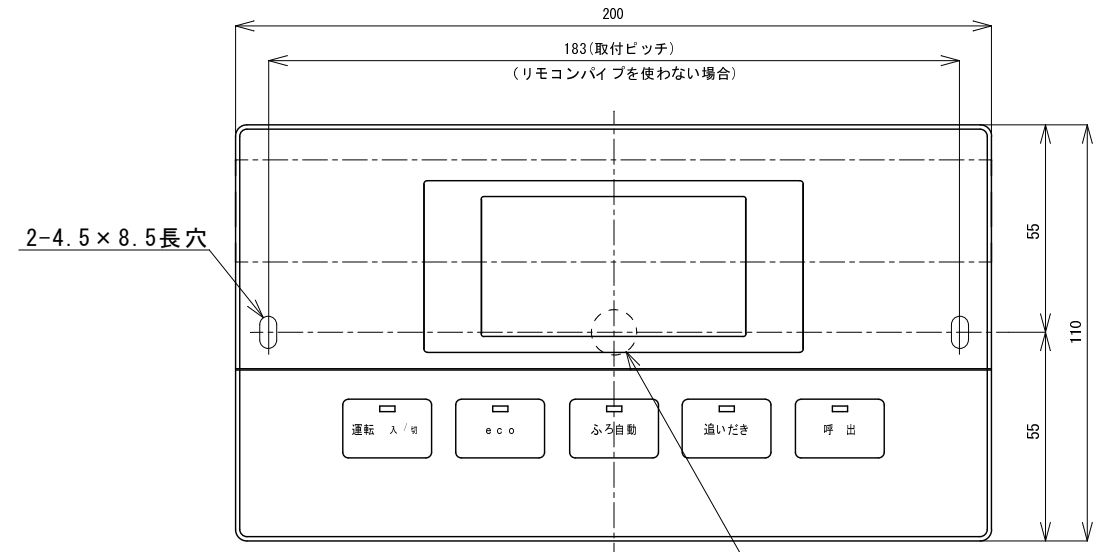 200
183(取付ピッチ)
(リモコンパイプを使わない場合)
2-4.5×8.5長穴
55
110
55
運転 入/切
eco
ふろ自動
追いだき
呼出